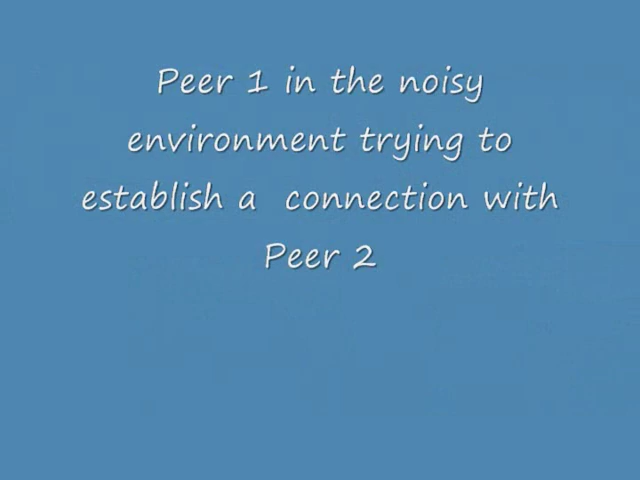 Peer 1 in the noisy
environment trying to
establish a connection with
Peer 2